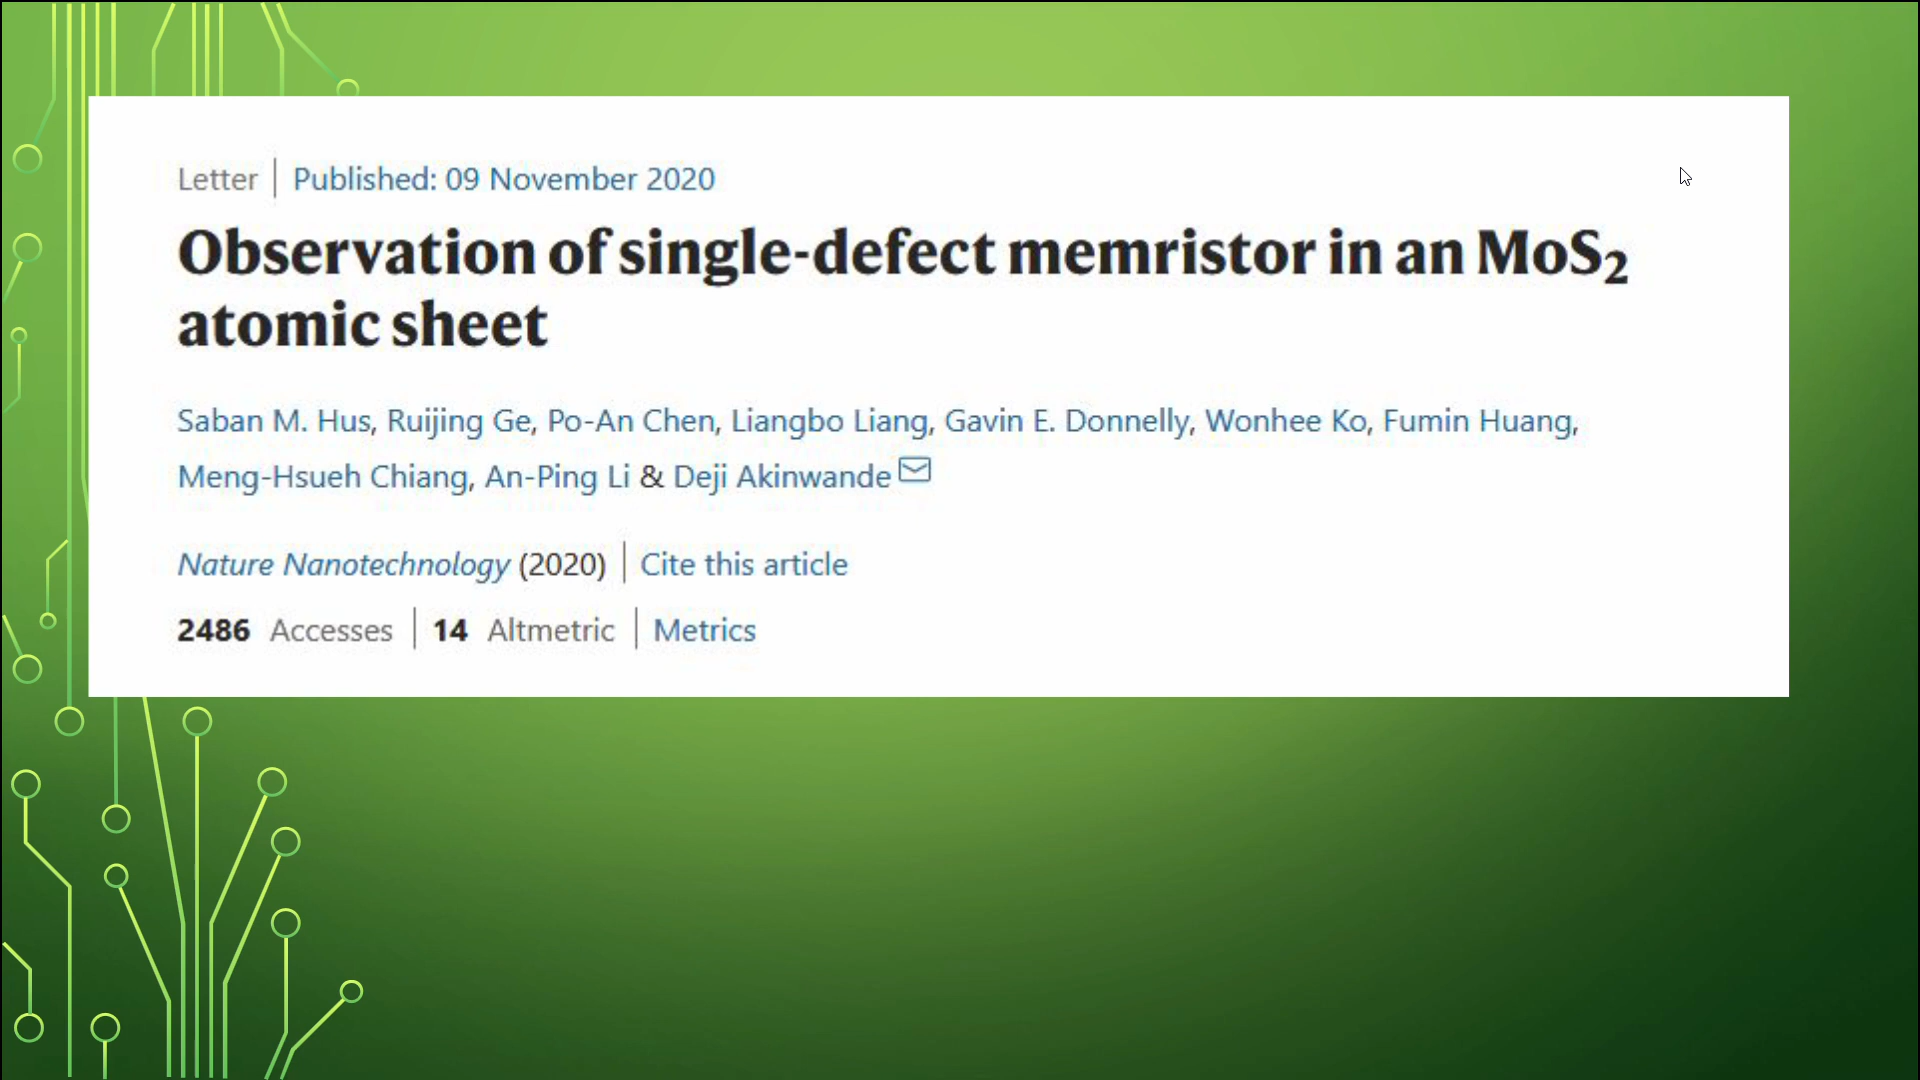 Letter | Published: 09 November 2020
Observation of single-defect memristor in an MoS₂
atomic sheet
Saban M. Hus, Ruijing Ge, Po-An Chen, Liangbo Liang, Gavin E. Donnelly, Wonhee Ko, Fumin Huang,
Meng-Hsueh Chiang, An-Ping Li & Deji Akinwande
Nature Nanotechnology (2020) | Cite this article
2486 Accesses | 14 Altmetric | Metrics